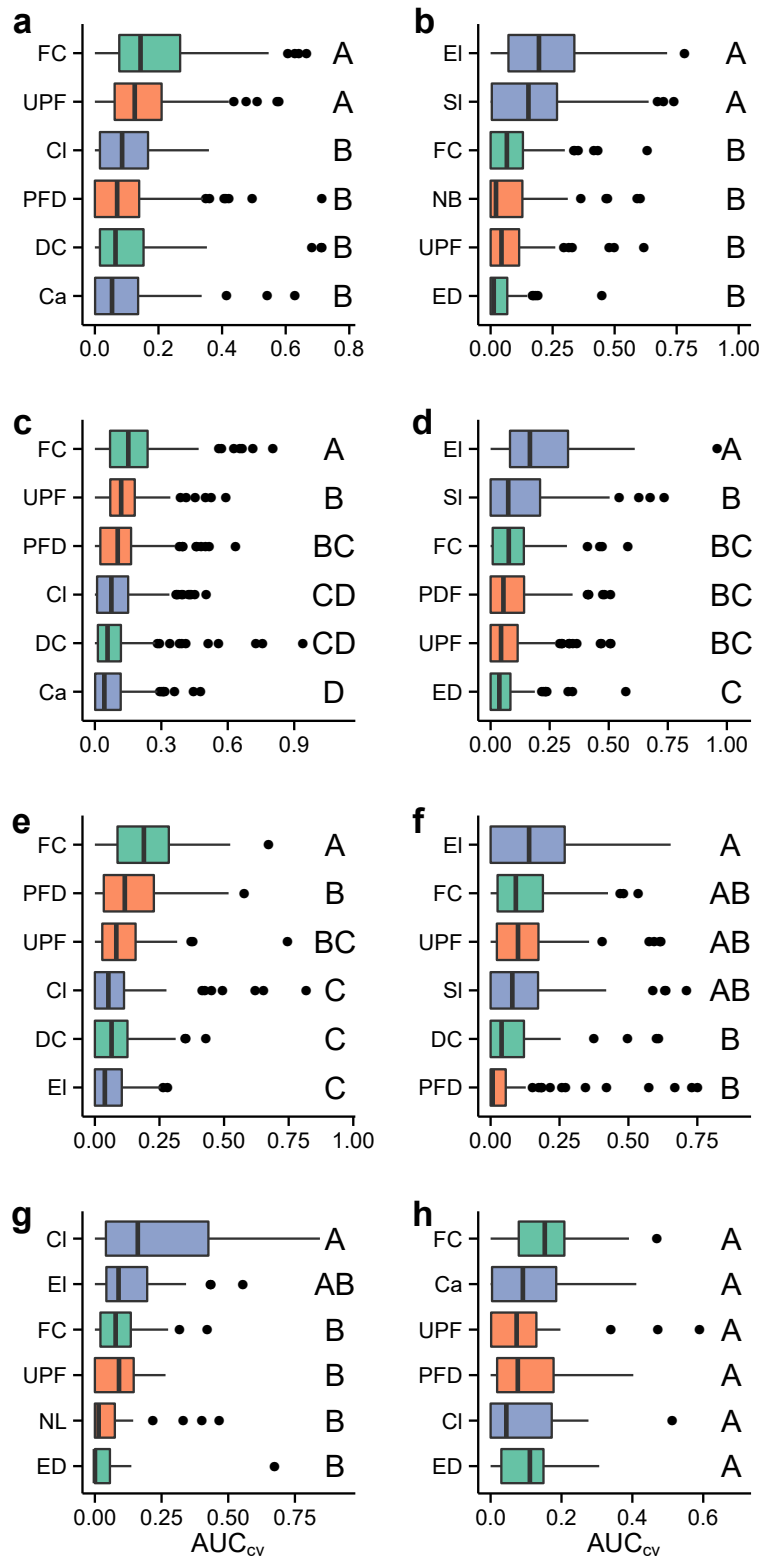 a
FC A
UPF A
CI B
PFD B
DC B
Ca B
0.0 0.2 0.4 0.6 0.8
b
EI A
SI A
FC B
NB B
UPF B
ED B
0.00 0.25 0.50 0.75 1.00
c
FC A
UPF B
PFD BC
CI CD
DC CD
Ca D
0.0 0.3 0.6 0.9
d
EI A
SI B
FC BC
PDF BC
UPF BC
ED C
0.00 0.25 0.50 0.75 1.00
e
FC A
PFD B
UPF BC
CI C
DC C
EI C
0.00 0.25 0.50 0.75 1.00
f
EI A
FC AB
UPF AB
SI AB
DC B
PFD B
0.00 0.25 0.50 0.75
g
CI A
EI AB
FC B
UPF B
NL B
ED B
0.00 0.25 0.50 0.75
AUCcv
h
FC A
Ca A
UPF A
PFD A
CI A
ED A
0.0 0.2 0.4 0.6
AUCcv